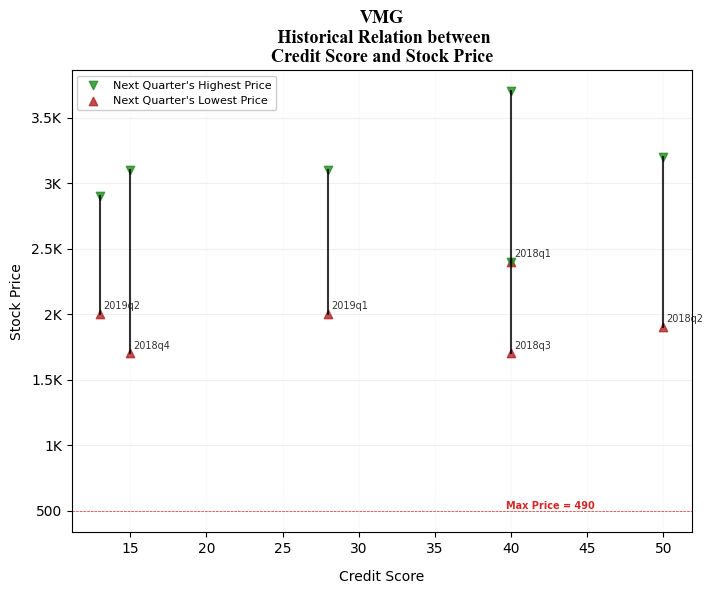 VMG
Historical Relation between
Credit Score and Stock Price
Next Quarter's Highest Price
Next Quarter's Lowest Price
3.5K
3K
2.5K
2K
1.5K
1K
500
Stock Price
2018q1
2019q2
2019q1
2018q2
2018q4
2018q3
Max Price = 490
15
20
25
30
35
40
45
50
Credit Score